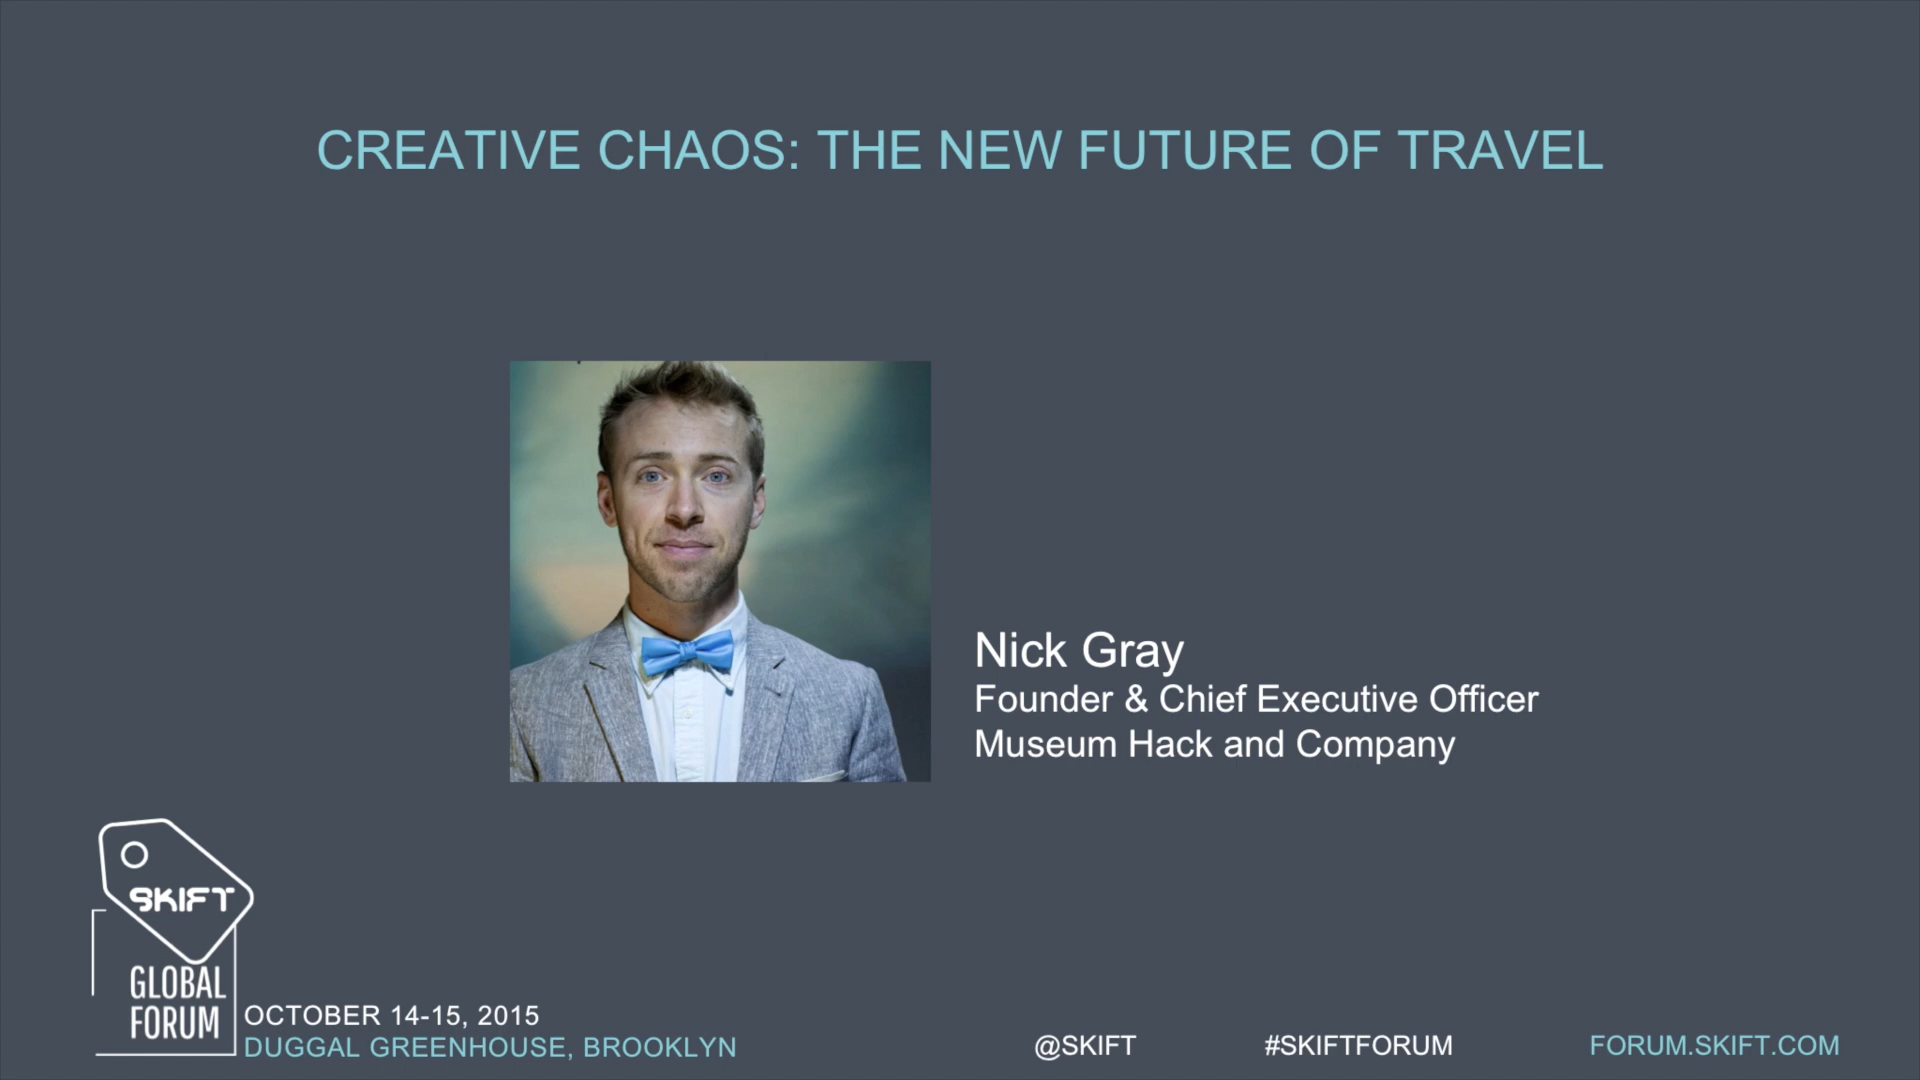 CREATIVE CHAOS: THE NEW FUTURE OF TRAVEL
Nick Gray
Founder & Chief Executive Officer
Museum Hack and Company
SKIFT
GLOBAL
FORUM
OCTOBER 14-15, 2015
DUGGAL GREENHOUSE, BROOKLYN
@SKIFT
#SKIFTFORUM
FORUM.SKIFT.COM